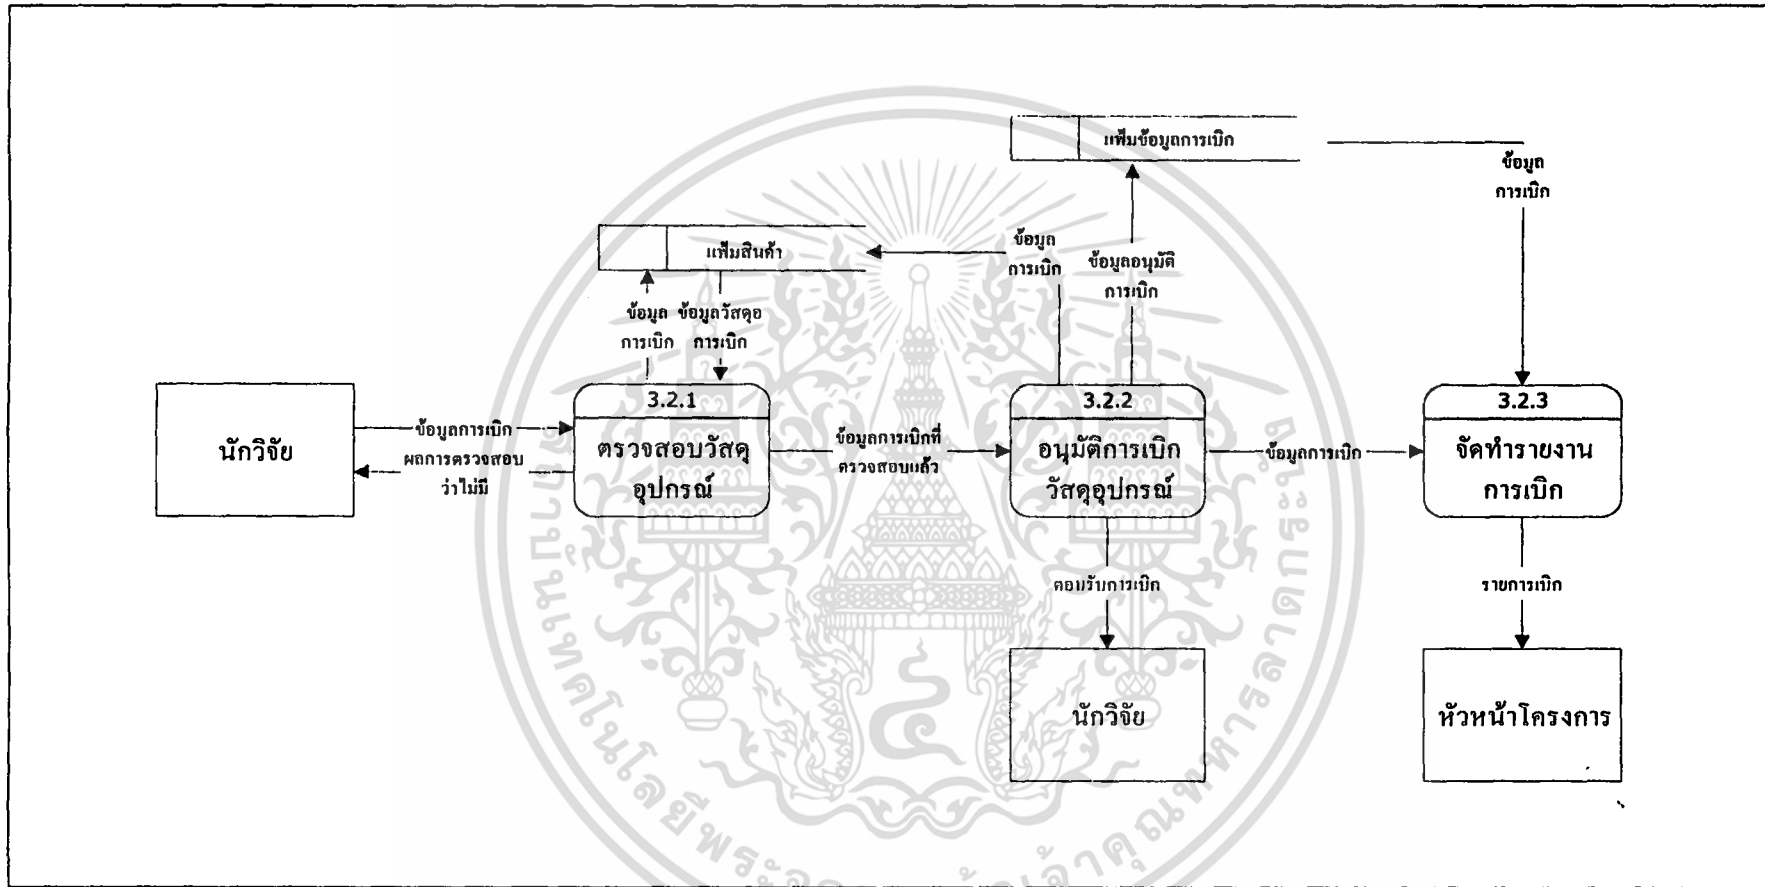 แฟ้มข้อมูลการเบิก
ข้อมูล
การเบิก
แฟ้มสินค้า
ข้อมูล
การเบิก
ข้อมูลอนุมัติ
การเบิก
ข้อมูล
การเบิก
ข้อมูลวัสดุอ
การเบิก
3.2.1
3.2.2
3.2.3
นักวิจัย
ข้อมูลการเบิก
ผลการตรวจสอบ
ว่าไม่มี
ตรวจสอบวัสดุ
อุปกรณ์
ข้อมูลการเบิกที่
ตรวจสอบแล้ว
อนุมัติการเบิก
วัสดุอุปกรณ์
ข้อมูลการเบิก
จัดทำรายงาน
การเบิก
ตอบรับการเบิก
รายการเบิก
นักวิจัย
หัวหน้าโครงการ